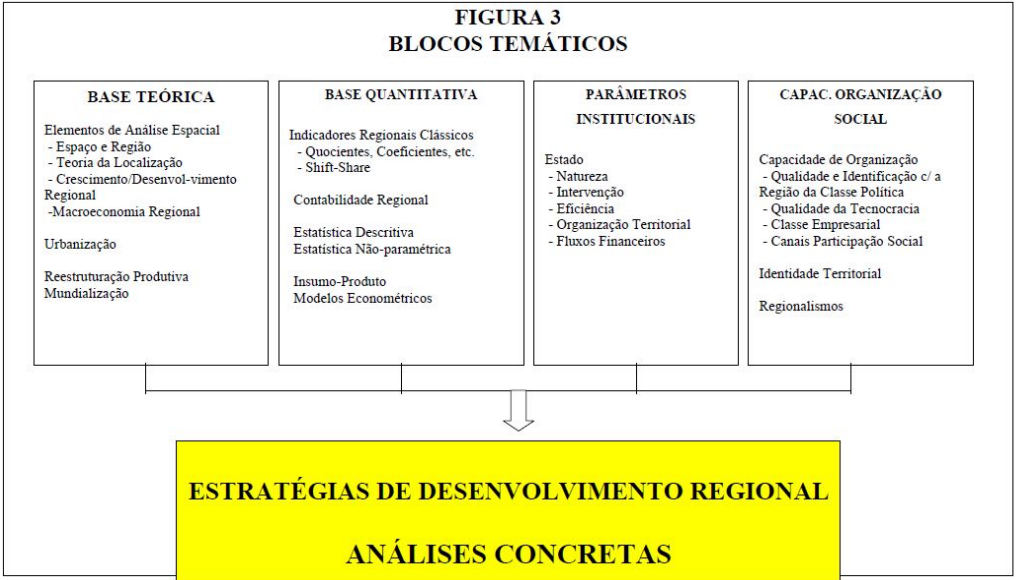 FIGURA 3
BLOCOS TEMÁTICOS
BASE TEÓRICA
Elementos de Análise Espacial
- Espaço e Região
- Teoria da Localização
- Crescimento/Desenvol-vimento
Regional
-Macroeconomia Regional
Urbanização
Reestruturação Produtiva
Mundialização
BASE QUANTITATIVA
Indicadores Regionais Clássicos
- Quocientes, Coeficientes, etc.
- Shift-Share
Contabilidade Regional
Estatística Descritiva
Estatística Não-paramétrica
Insumo-Produto
Modelos Econométricos
PARÂMETROS
INSTITUCIONAIS
Estado
- Natureza
- Intervenção
- Eficiência
- Organização Territorial
- Fluxos Financeiros
CAPAC. ORGANIZAÇÃO
SOCIAL
Capacidade de Organização
- Qualidade e Identificação c/ a
Região da Classe Política
- Qualidade da Tecnocracia
- Classe Empresarial
- Canais Participação Social
Identidade Territorial
Regionalismos
ESTRATÉGIAS DE DESENVOLVIMENTO REGIONAL
ANÁLISES CONCRETAS